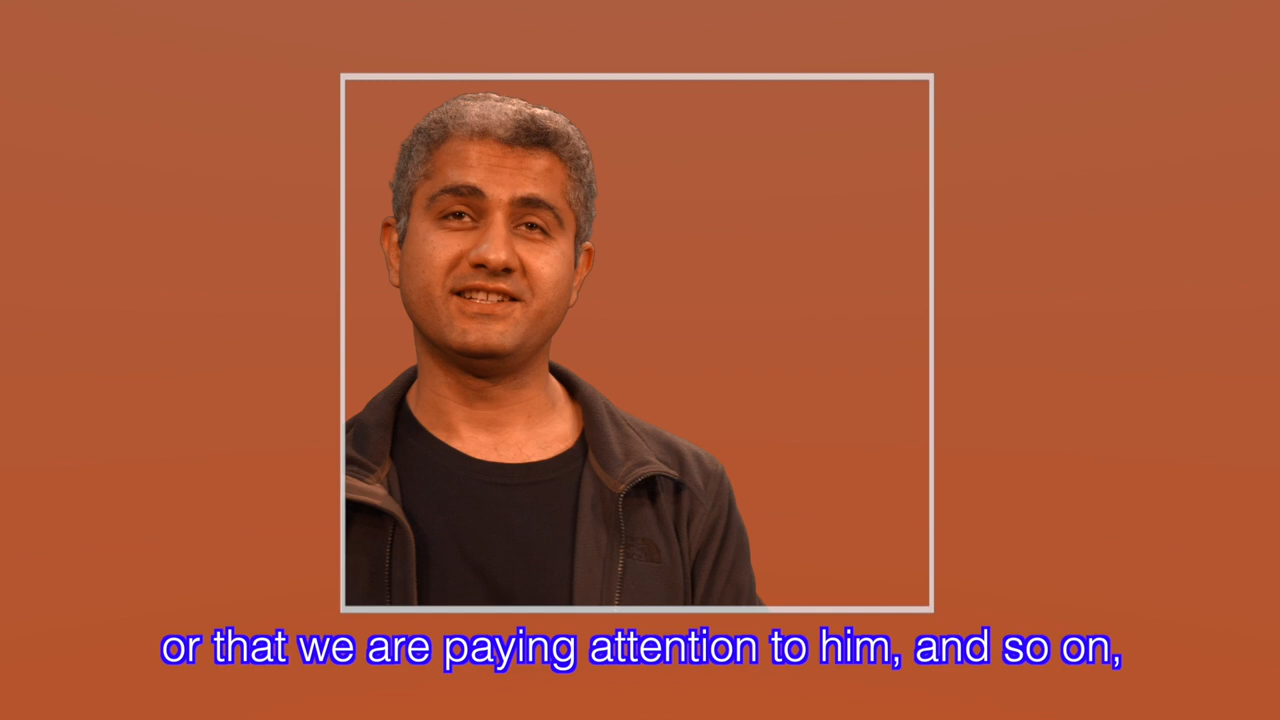 or that we are paying attention to him, and so on,